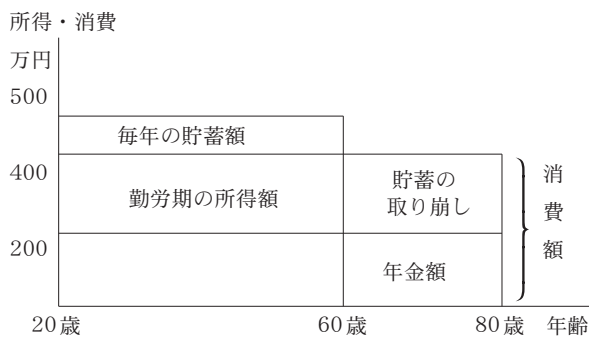 所得・消費
万円
500
毎年の貯蓄額
400
勤労期の所得額
貯蓄の
取り崩し
消費額
200
年金額
20歳
60歳
80歳
年齢